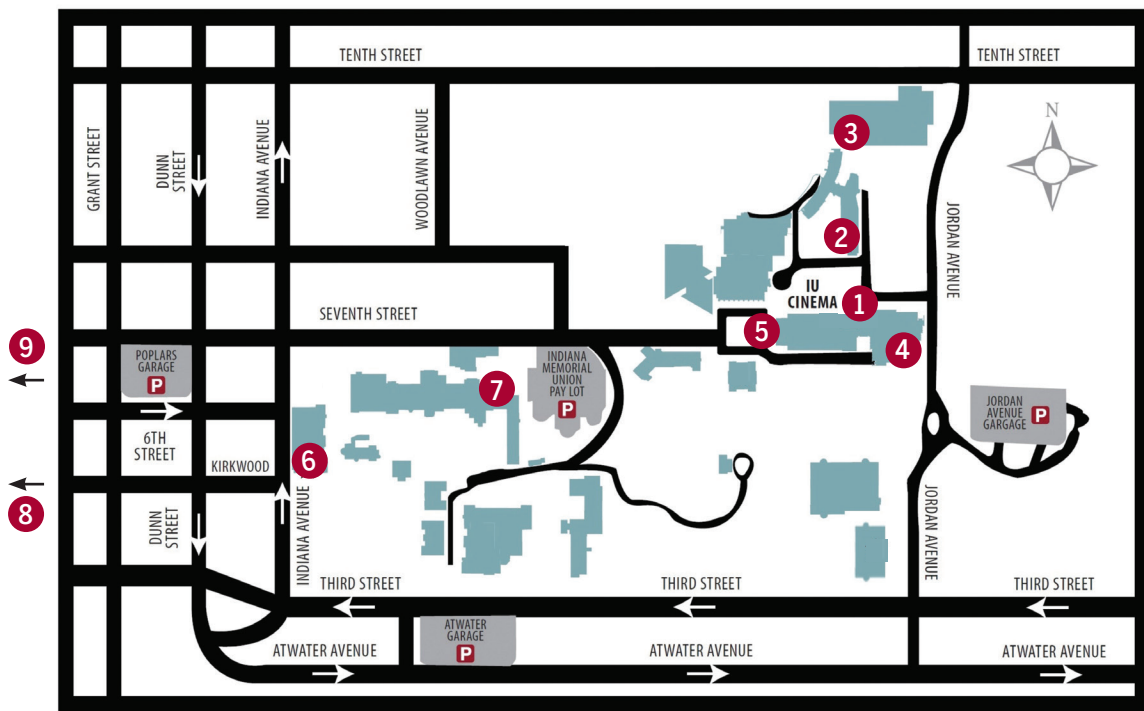 TENTH STREET
TENTH STREET
GRANT STREET
DUNN
STREET
INDIANA AVENUE
WOODLAWN AVENUE
3
N
JORDAN AVENUE
2
IU
CINEMA
1
SEVENTH STREET
5
4
9
POPLARS
GARAGE
P
7
INDIANA
MEMORIAL
UNION
PAY LOT
P
JORDAN
AVENUE
GARGAGE
P
6TH
STREET
KIRKWOOD
6
8
DUNN
STREET
INDIANA AVENUE
JORDAN AVENUE
THIRD STREET
THIRD STREET
THIRD STREET
ATWATER
GARAGE
P
ATWATER AVENUE
ATWATER AVENUE
ATWATER AVENUE